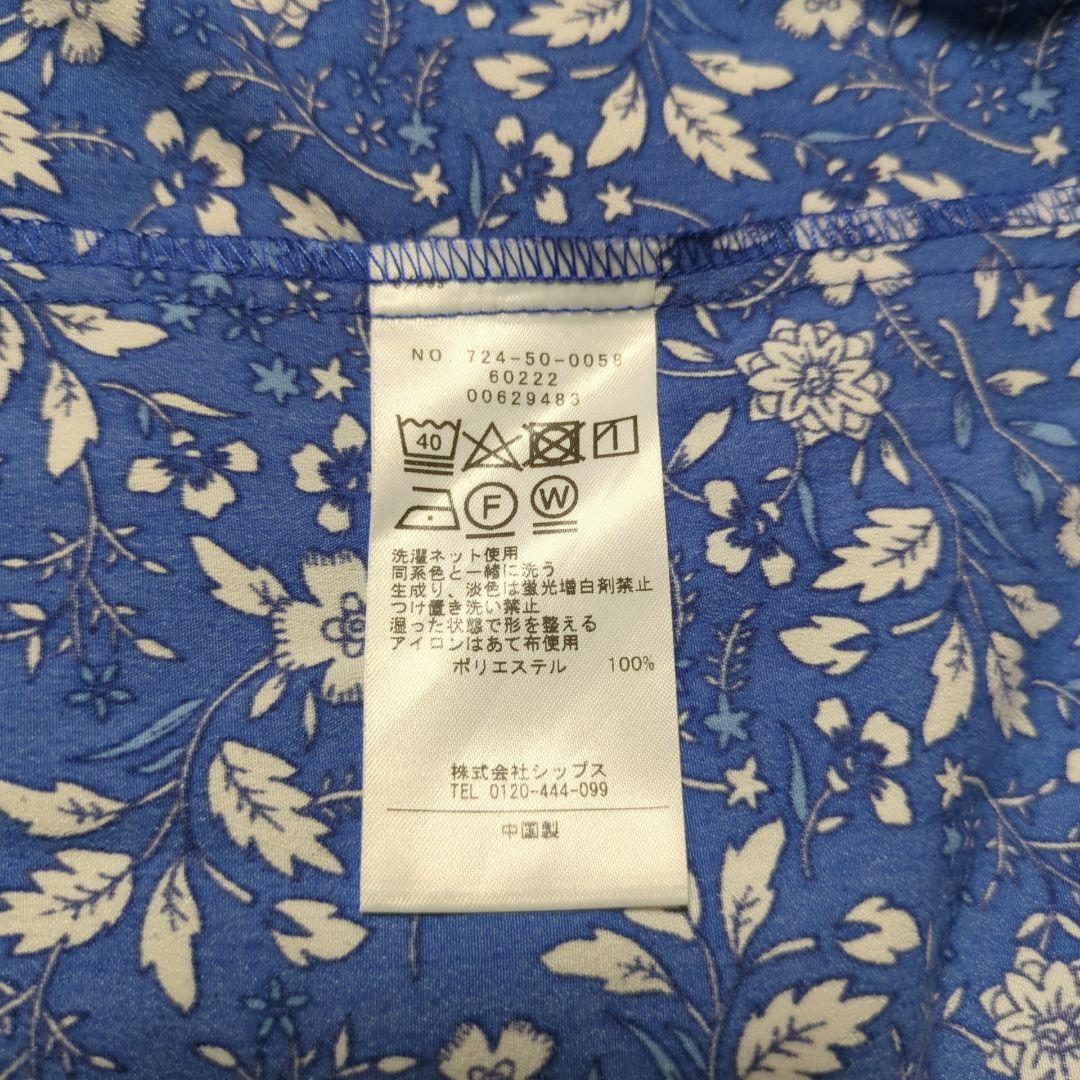 NO. 724-50-0058
60222
00629483
40
F W
洗濯ネット使用
同系色と一緒に洗う
生成り、淡色は蛍光増白剤禁止
つけ置き洗い禁止
湿った状態で形を整える
アイロンはあて布使用
ポリエステル 100%
株式会社シップス
TEL 0120-444-099
中国製